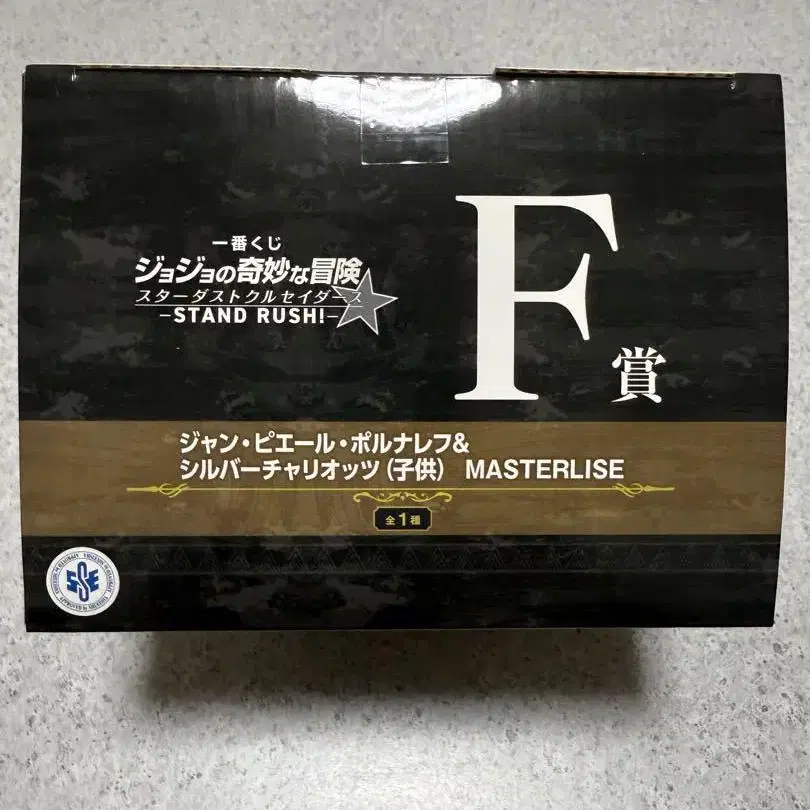 一番くじ
ジョジョの奇妙な冒険
スターダストクルセイダース
-STAND RUSH!-
F賞
ジャン・ピエール・ポルナレフ&
シルバーチャリオッツ(子供) MASTERLISE
全1種
SSE